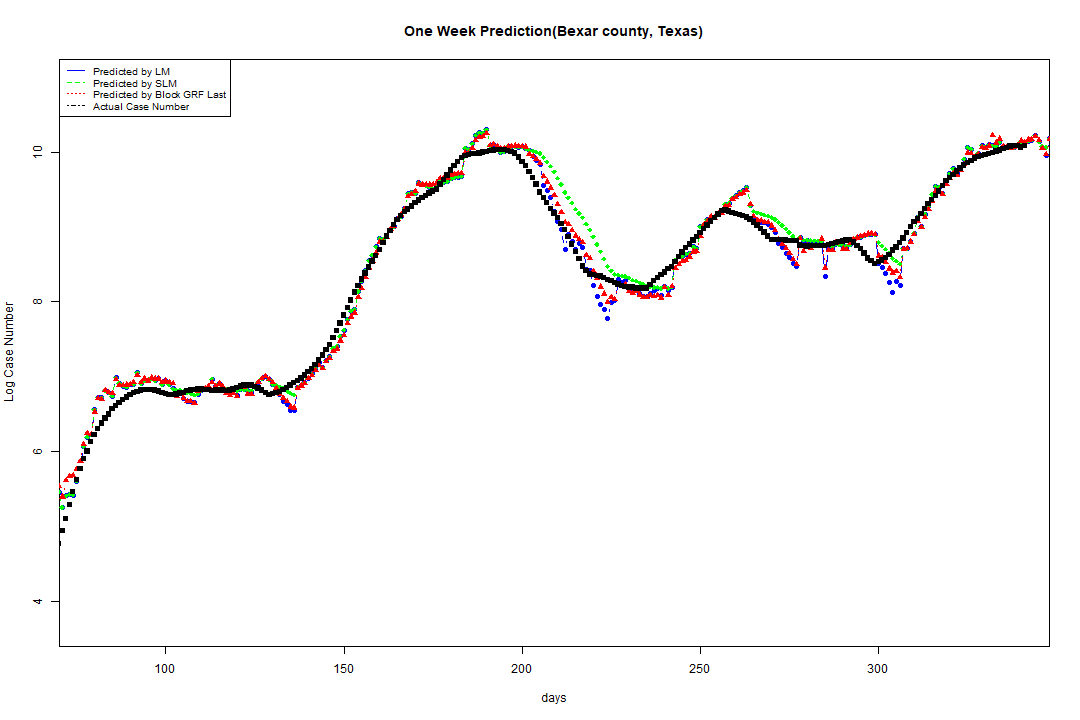 One Week Prediction(Bexar county, Texas)
Predicted by LM
Predicted by SLM
Predicted by Block GRF Last
Actual Case Number
10
8
6
4
Log Case Number
100 150 200 250 300
days